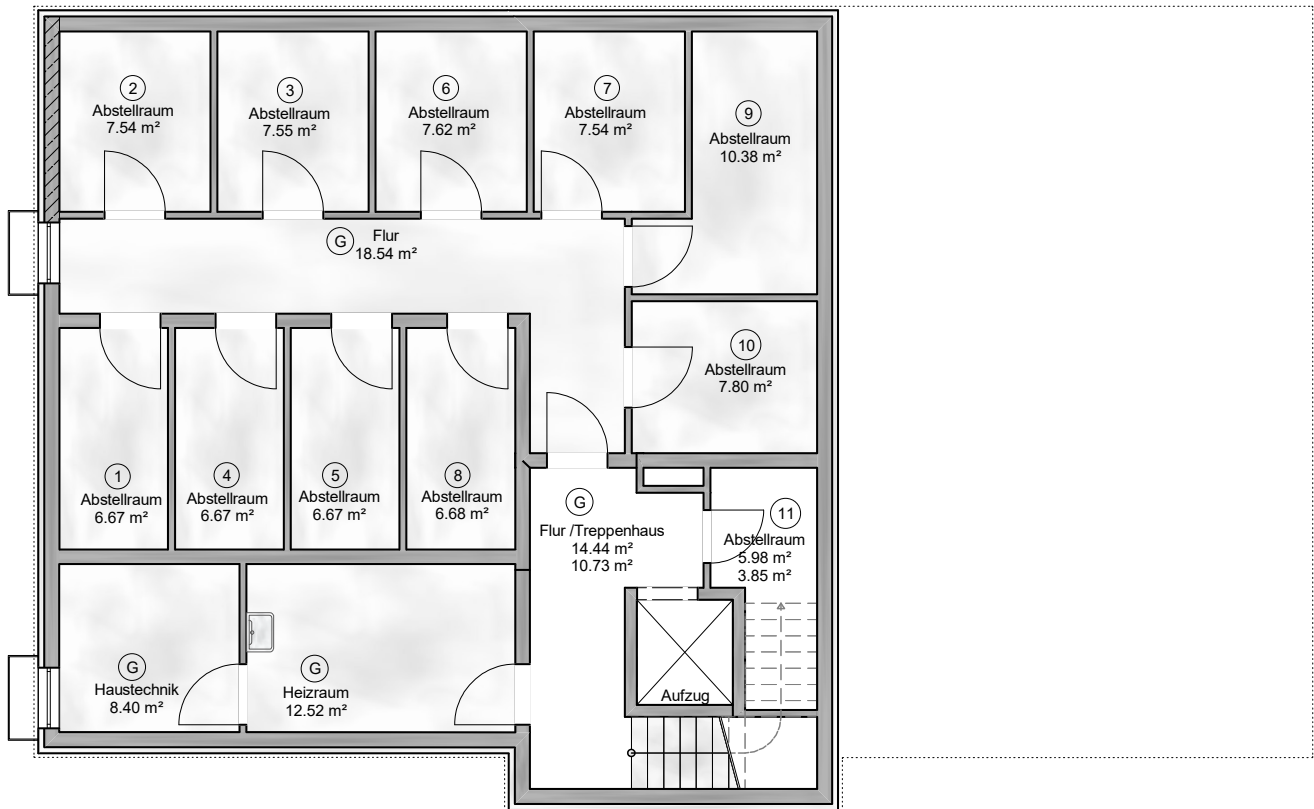 2
Abstellraum
7.54 m²
3
Abstellraum
7.55 m²
6
Abstellraum
7.62 m²
7
Abstellraum
7.54 m²
9
Abstellraum
10.38 m²
G
Flur
18.54 m²
10
Abstellraum
7.80 m²
1
Abstellraum
6.67 m²
4
Abstellraum
6.67 m²
5
Abstellraum
6.67 m²
8
Abstellraum
6.68 m²
G
Flur /Treppenhaus
14.44 m²
10.73 m²
11
Abstellraum
5.98 m²
3.85 m²
G
Haustechnik
8.40 m²
G
Heizraum
12.52 m²
Aufzug